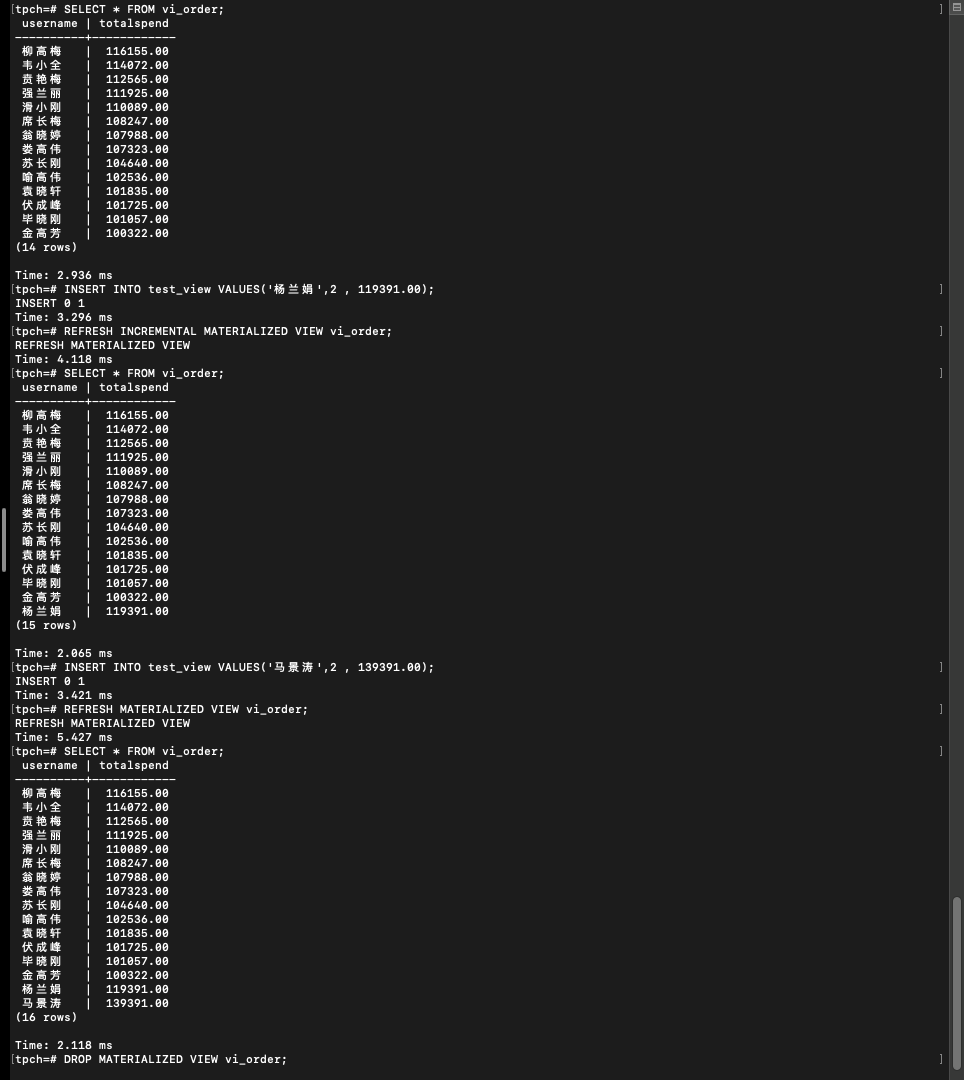 [tpch=# SELECT * FROM vi_order; ]
 username | totalspend
----------+------------
 柳高梅 | 116155.00
 韦小全 | 114072.00
 贲艳梅 | 112565.00
 强兰丽 | 111925.00
 滑小刚 | 110089.00
 席长梅 | 108247.00
 翁晓婷 | 107988.00
 娄高伟 | 107323.00
 苏长刚 | 104640.00
 喻高伟 | 102536.00
 袁晓轩 | 101835.00
 伏成峰 | 101725.00
 毕晓刚 | 101057.00
 金高芳 | 100322.00
(14 rows)
Time: 2.936 ms
[tpch=# INSERT INTO test_view VALUES('杨兰娟',2 , 119391.00); ]
INSERT 0 1
Time: 3.296 ms
[tpch=# REFRESH INCREMENTAL MATERIALIZED VIEW vi_order; ]
REFRESH MATERIALIZED VIEW
Time: 4.118 ms
[tpch=# SELECT * FROM vi_order; ]
 username | totalspend
----------+------------
 柳高梅 | 116155.00
 韦小全 | 114072.00
 贲艳梅 | 112565.00
 强兰丽 | 111925.00
 滑小刚 | 110089.00
 席长梅 | 108247.00
 翁晓婷 | 107988.00
 娄高伟 | 107323.00
 苏长刚 | 104640.00
 喻高伟 | 102536.00
 袁晓轩 | 101835.00
 伏成峰 | 101725.00
 毕晓刚 | 101057.00
 金高芳 | 100322.00
 杨兰娟 | 119391.00
(15 rows)
Time: 2.065 ms
[tpch=# INSERT INTO test_view VALUES('马景涛',2 , 139391.00); ]
INSERT 0 1
Time: 3.421 ms
[tpch=# REFRESH MATERIALIZED VIEW vi_order; ]
REFRESH MATERIALIZED VIEW
Time: 5.427 ms
[tpch=# SELECT * FROM vi_order; ]
 username | totalspend
----------+------------
 柳高梅 | 116155.00
 韦小全 | 114072.00
 贲艳梅 | 112565.00
 强兰丽 | 111925.00
 滑小刚 | 110089.00
 席长梅 | 108247.00
 翁晓婷 | 107988.00
 娄高伟 | 107323.00
 苏长刚 | 104640.00
 喻高伟 | 102536.00
 袁晓轩 | 101835.00
 伏成峰 | 101725.00
 毕晓刚 | 101057.00
 金高芳 | 100322.00
 杨兰娟 | 119391.00
 马景涛 | 139391.00
(16 rows)
Time: 2.118 ms
[tpch=# DROP MATERIALIZED VIEW vi_order; ]